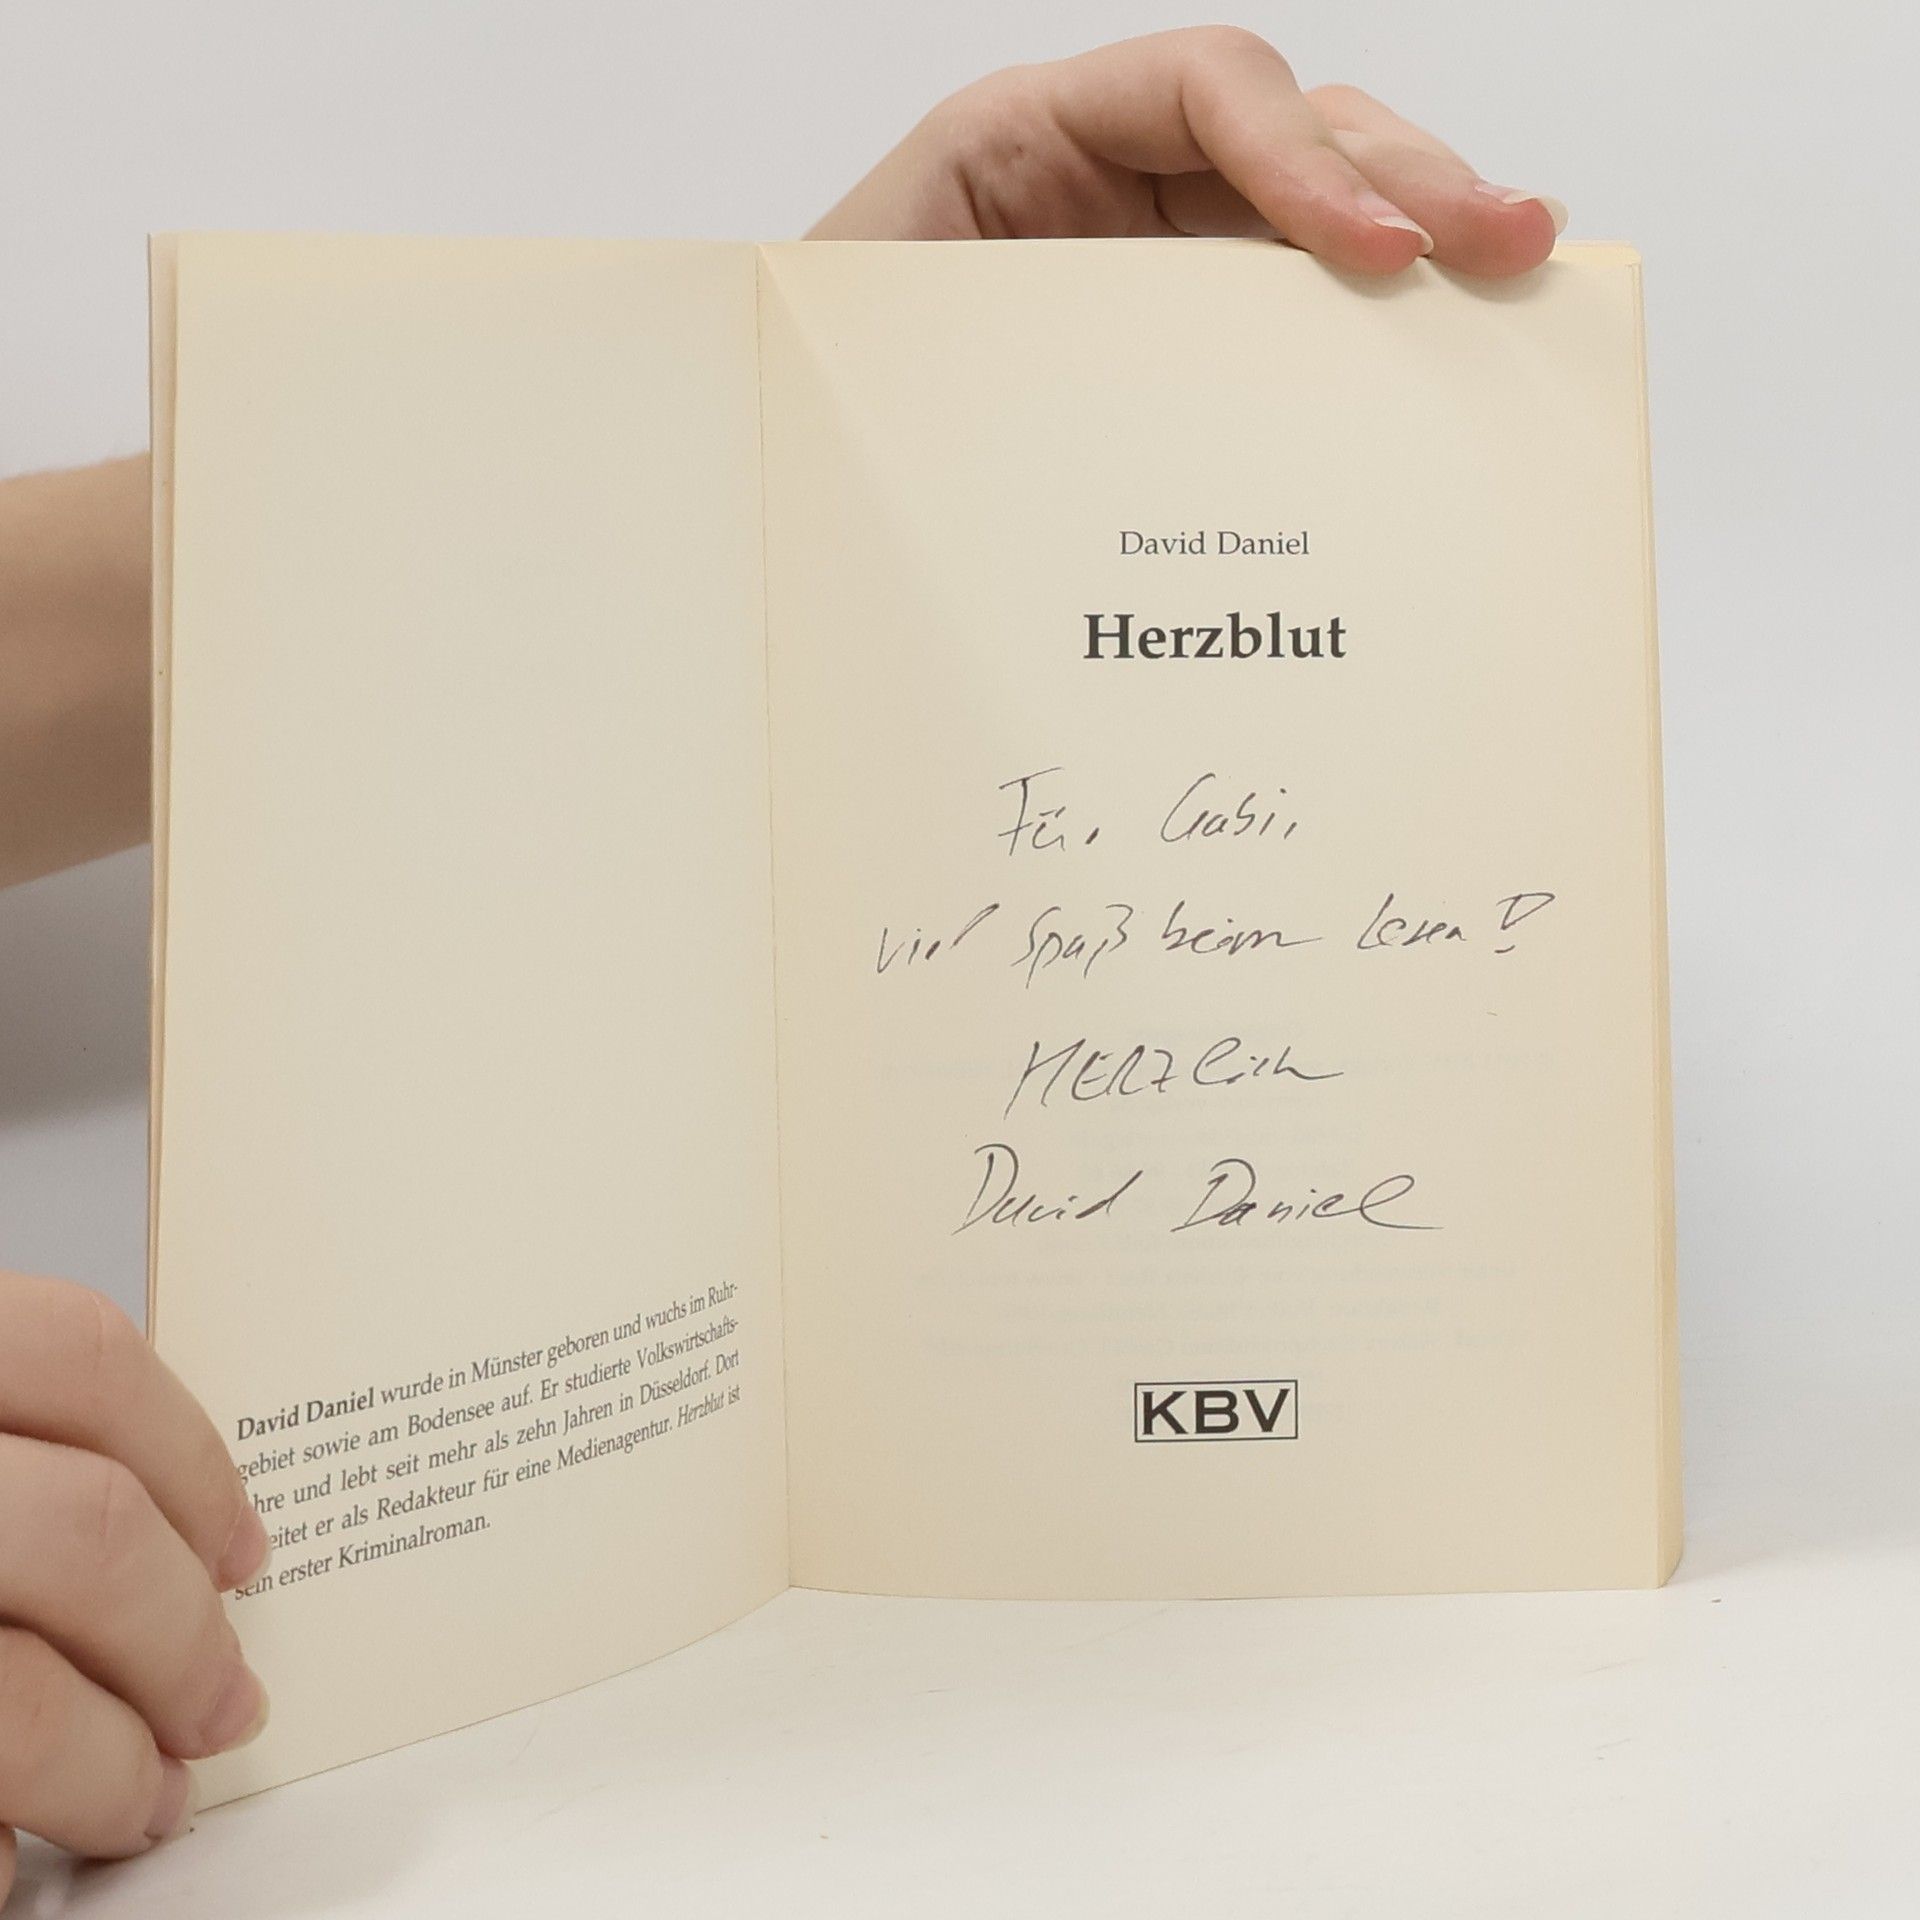 David Daniel wurde in Münster geboren und wuchs im Ruhr-
gebiet sowie am Bodensee auf. Er studierte Volkswirtschafts-
hre und lebt seit mehr als zehn Jahren in Düsseldorf. Dort
eitet er als Redakteur für eine Medienagentur. Herzblut ist
sein erster Kriminalroman.
David Daniel
Herzblut
Für Gabi,
viel Spaß beim Lesen!
HERZlich
David Daniel
KBV